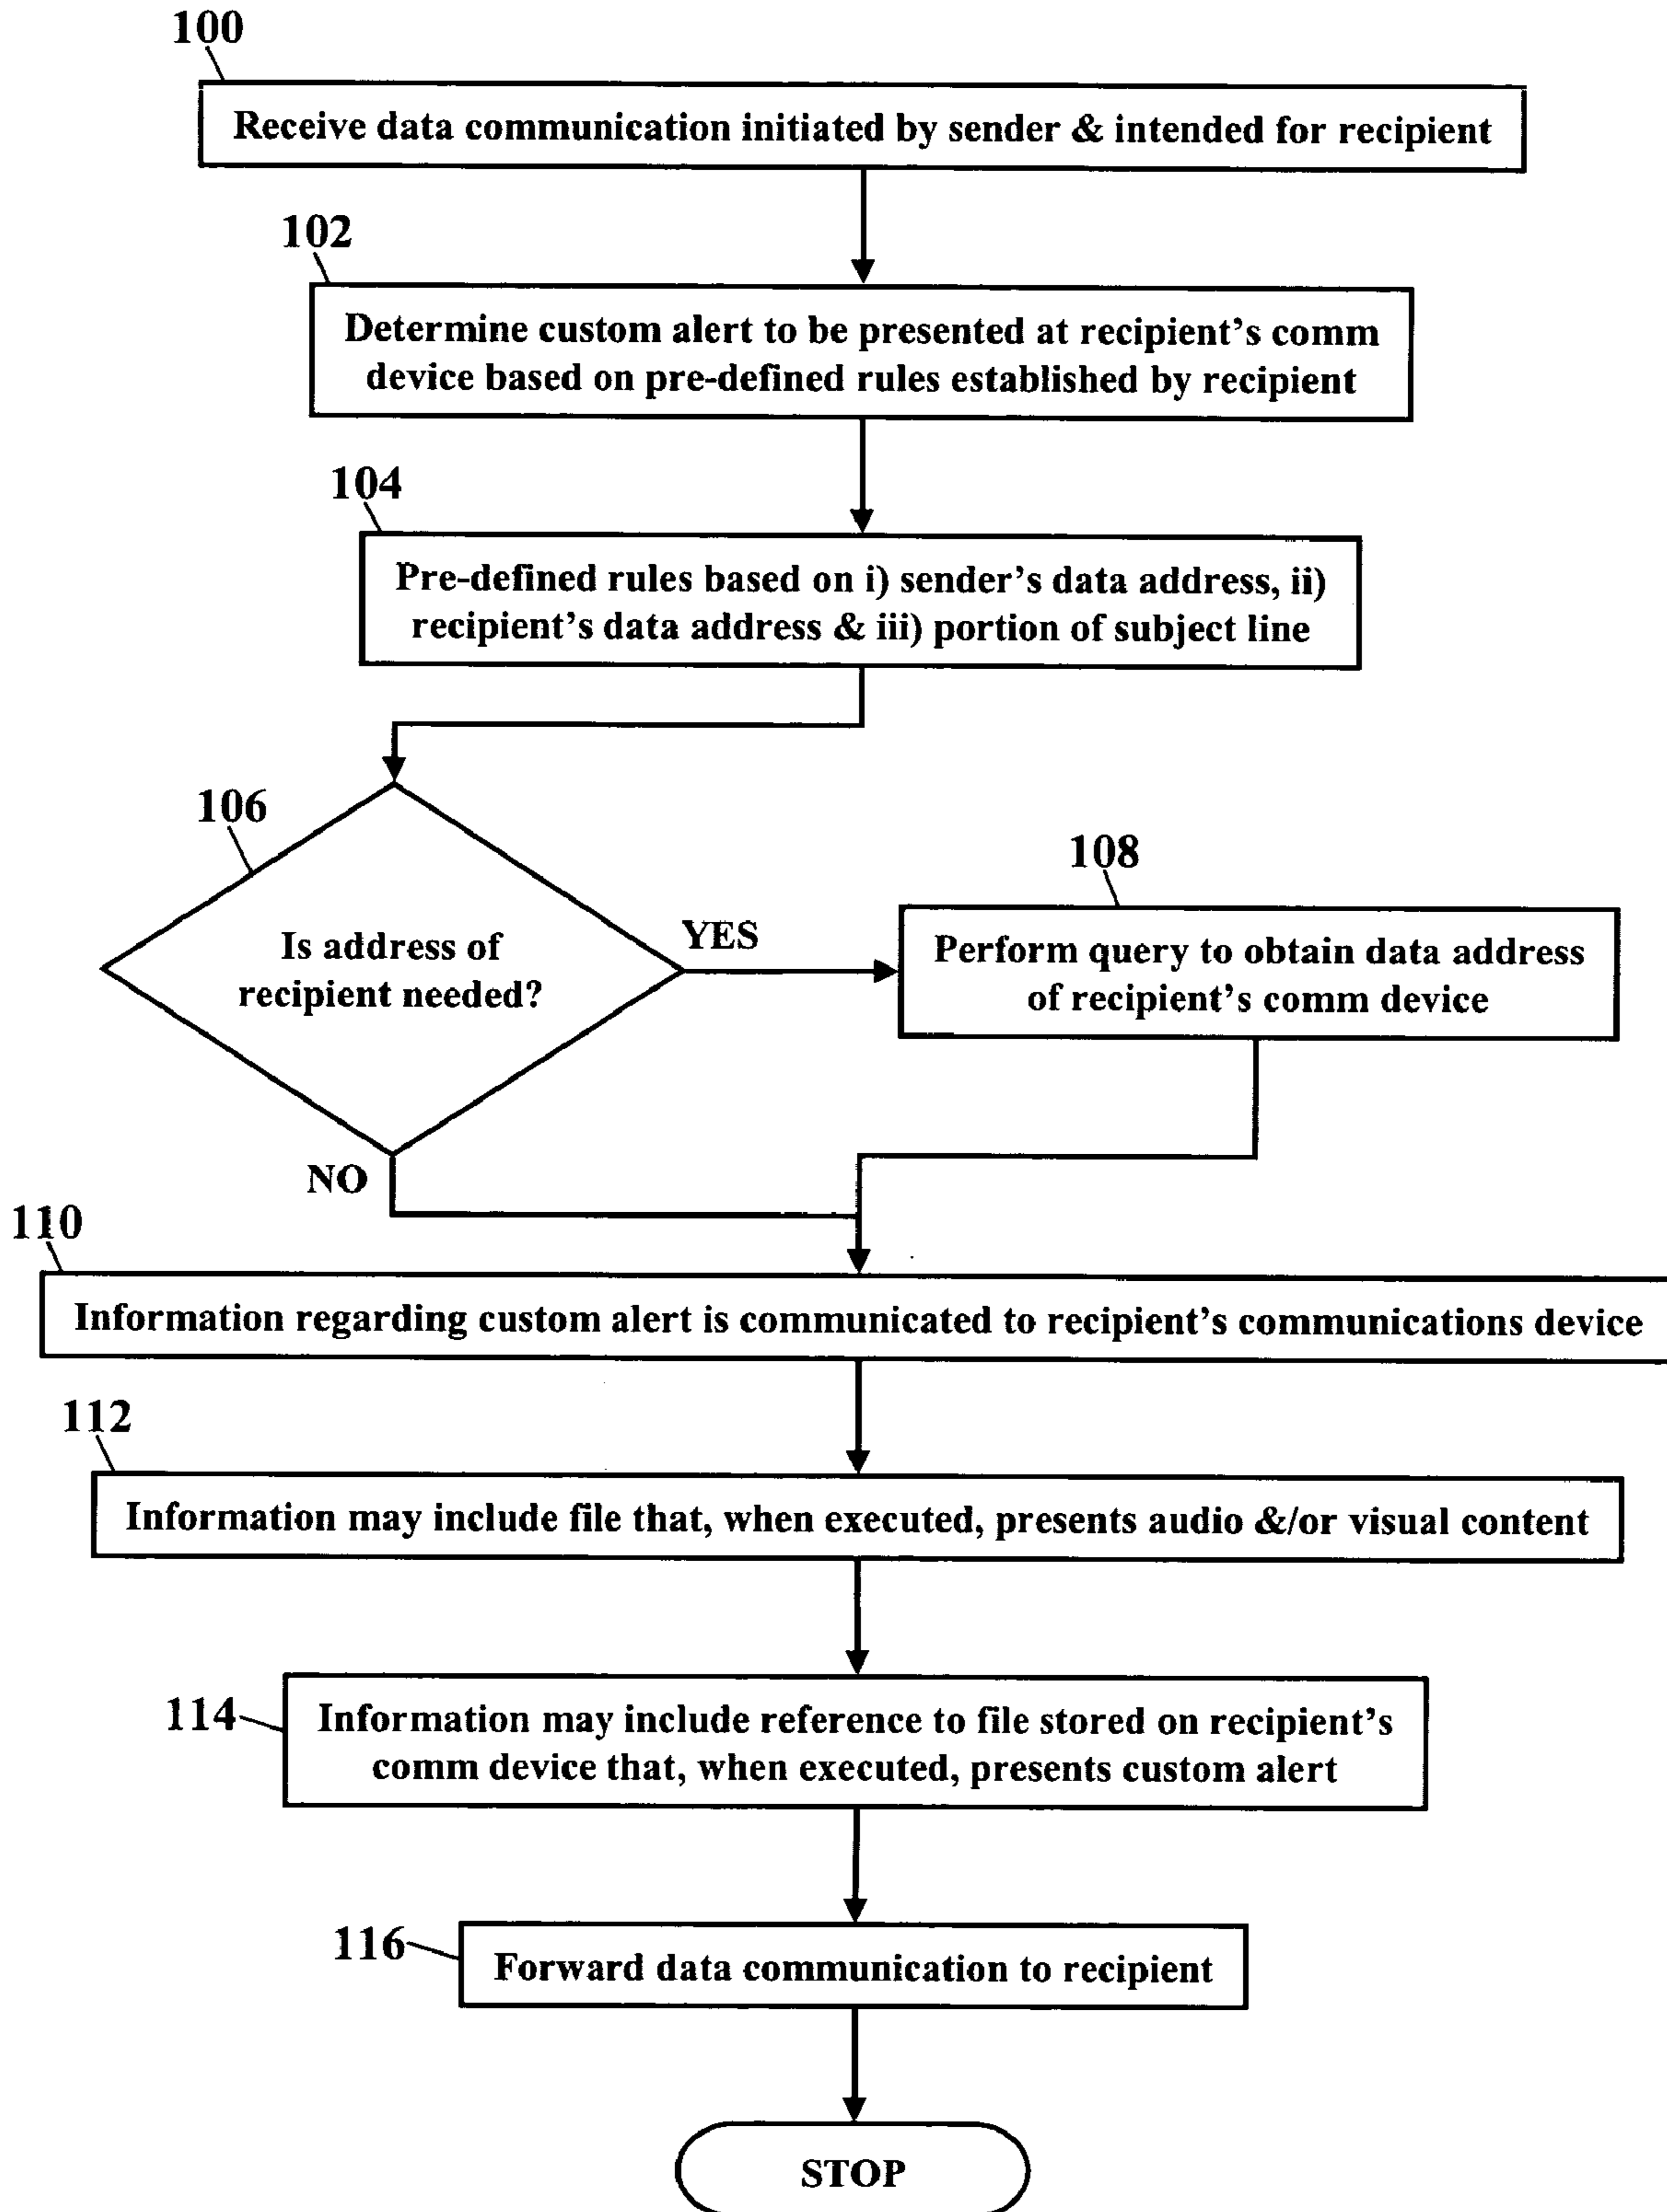 100
Receive data communication initiated by sender & intended for recipient
102
Determine custom alert to be presented at recipient's comm
device based on pre-defined rules established by recipient
104
Pre-defined rules based on i) sender's data address, ii)
recipient's data address & iii) portion of subject line
106
Is address of
recipient needed?
YES
108
Perform query to obtain data address
of recipient's comm device
NO
110
Information regarding custom alert is communicated to recipient's communications device
112
Information may include file that, when executed, presents audio &/or visual content
114
Information may include reference to file stored on recipient's
comm device that, when executed, presents custom alert
116
Forward data communication to recipient
STOP